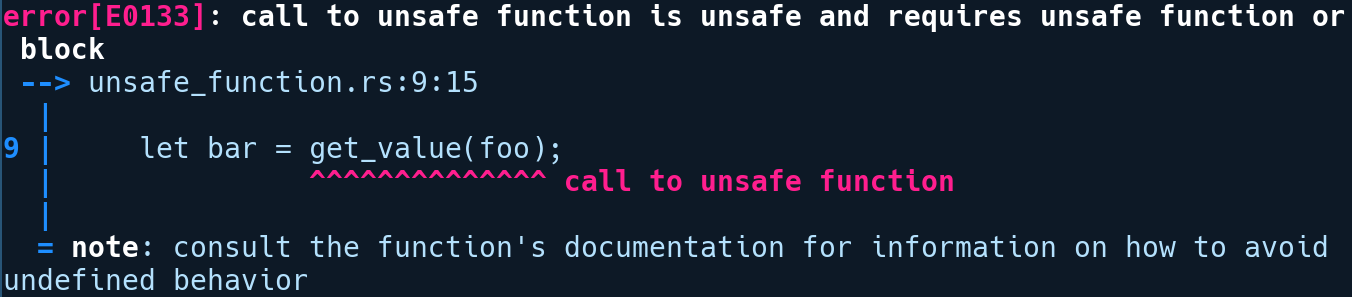 error[E0133]: call to unsafe function is unsafe and requires unsafe function or
 block
 --> unsafe_function.rs:9:15
  |
9 |     let bar = get_value(foo);
  |               ^^^^^^^^^^^^^^ call to unsafe function
  |
  = note: consult the function's documentation for information on how to avoid
undefined behavior